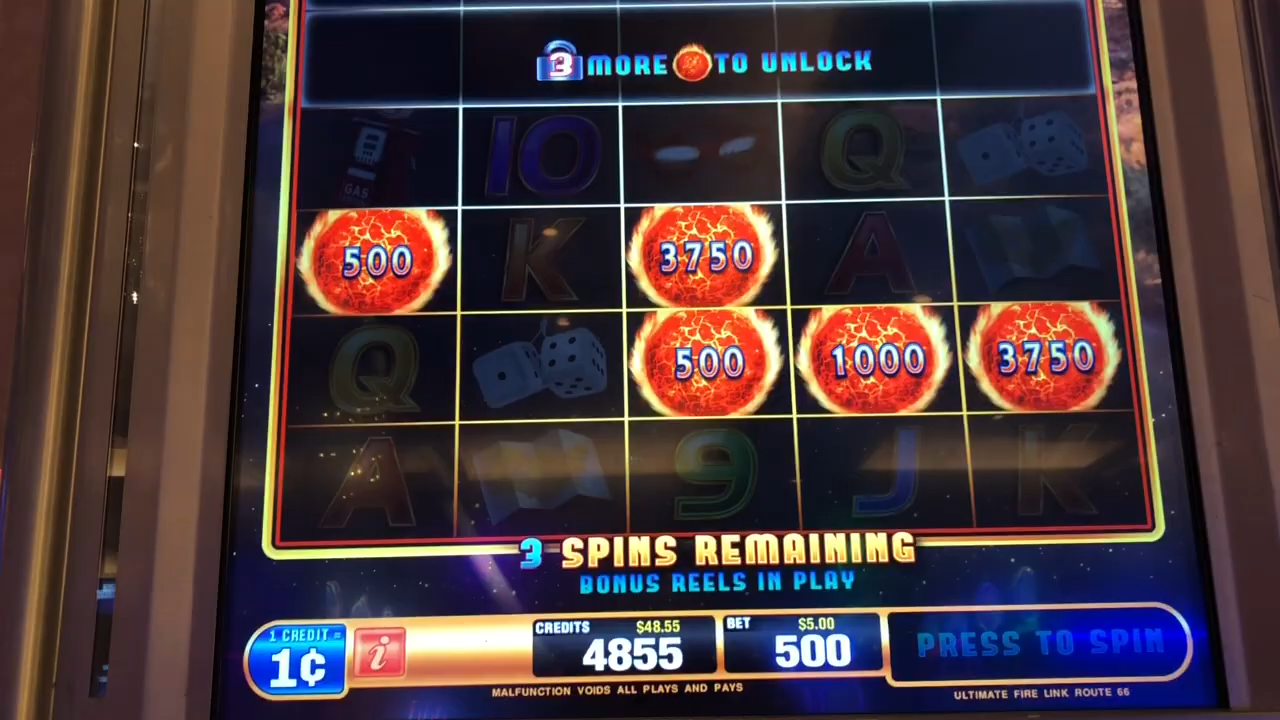 3 MORE TO UNLOCK
GAS 10 Q
500 K 3750 A
Q 500 1000 3750
A 9 J K
3 SPINS REMAINING
BONUS REELS IN PLAY
1 CREDIT =
1¢
i
CREDITS $48.55
4855
BET $5.00
500
PRESS TO SPIN
MALFUNCTION VOIDS ALL PLAYS AND PAYS
ULTIMATE FIRE LINK ROUTE 66